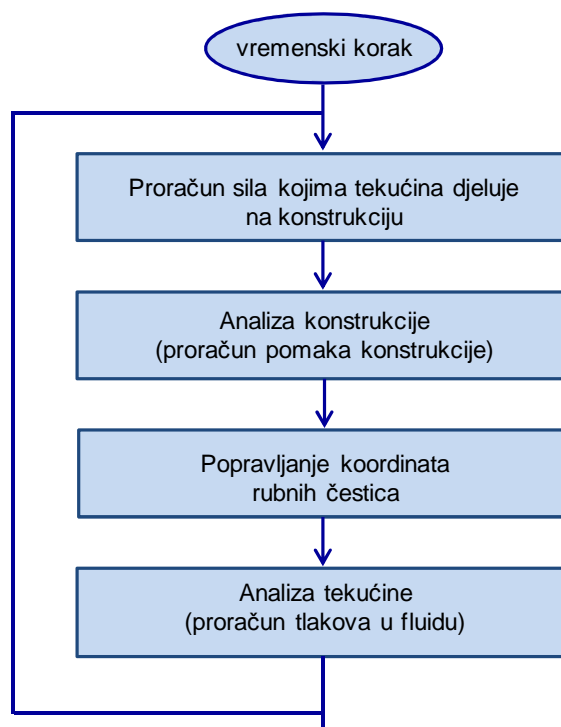 vremenski korak
Proračun sila kojima tekućina djeluje
na konstrukciju
Analiza konstrukcije
(proračun pomaka konstrukcije)
Popravljanje koordinata
rubnih čestica
Analiza tekućine
(proračun tlakova u fluidu)